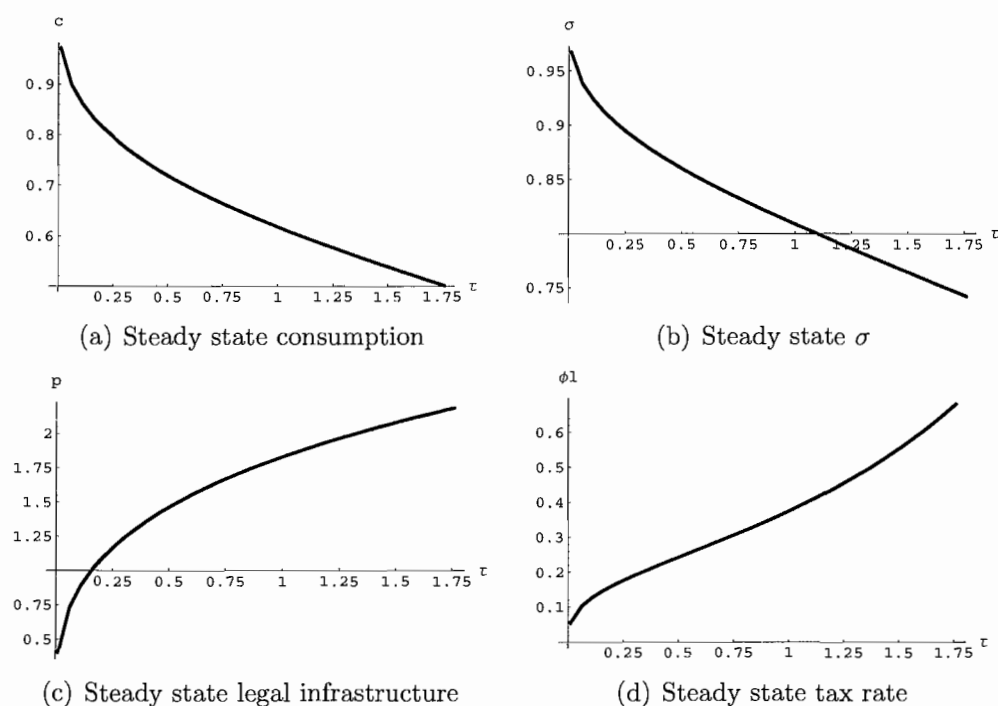 c
0.9
0.8
0.7
0.6
0.25 0.5 0.75 1 1.25 1.5 1.75 τ
(a) Steady state consumption
σ
0.95
0.9
0.85
0.25 0.5 0.75 1 1.25 1.5 1.75 τ
0.75
(b) Steady state σ
p
2
1.75
1.5
1.25
0.25 0.5 0.75 1 1.25 1.5 1.75 τ
0.75
0.5
(c) Steady state legal infrastructure
ϕ1
0.6
0.5
0.4
0.3
0.2
0.1
0.25 0.5 0.75 1 1.25 1.5 1.75 τ
(d) Steady state tax rate